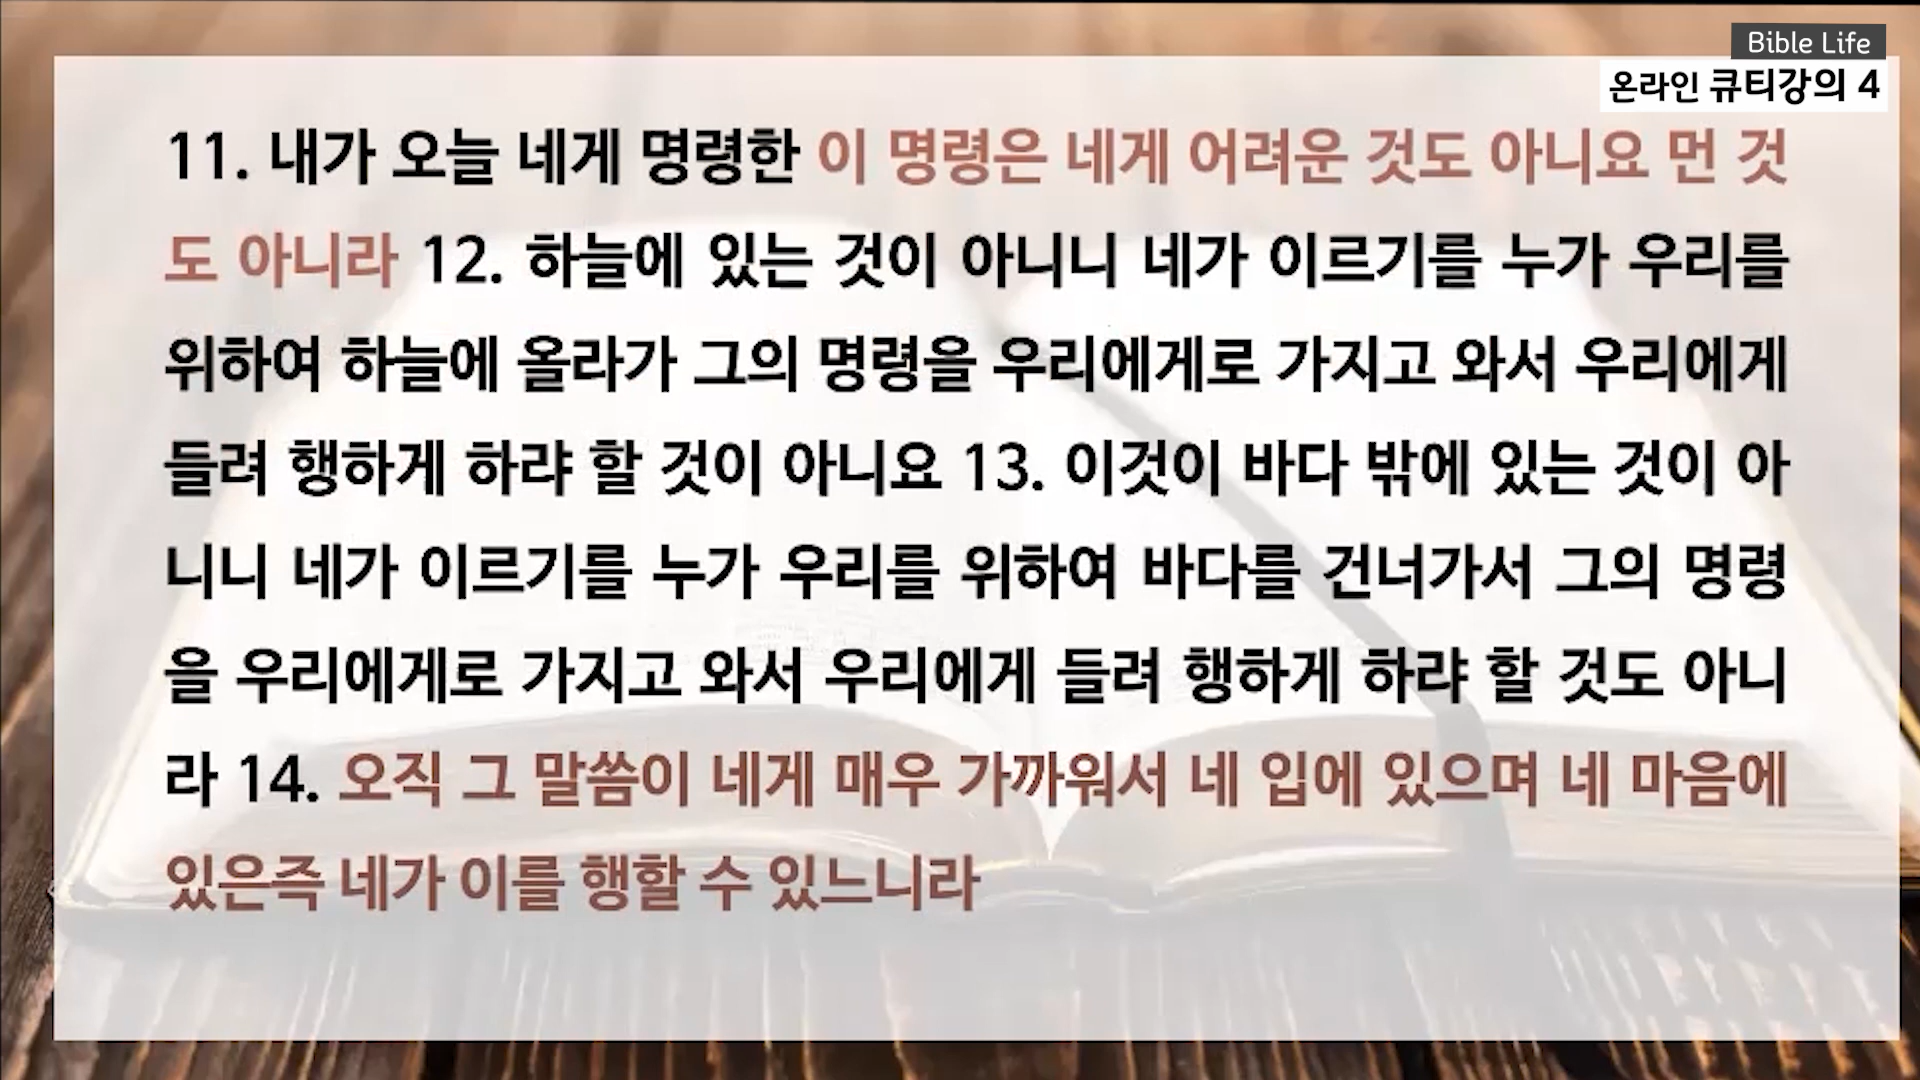 Bible Life
온라인 큐티강의 4
11. 내가 오늘 네게 명령한 이 명령은 네게 어려운 것도 아니요 먼 것
도 아니라 12. 하늘에 있는 것이 아니니 네가 이르기를 누가 우리를
위하여 하늘에 올라가 그의 명령을 우리에게로 가지고 와서 우리에게
들려 행하게 하랴 할 것이 아니요 13. 이것이 바다 밖에 있는 것이 아
니니 네가 이르기를 누가 우리를 위하여 바다를 건너가서 그의 명령
을 우리에게로 가지고 와서 우리에게 들려 행하게 하랴 할 것도 아니
라 14. 오직 그 말씀이 네게 매우 가까워서 네 입에 있으며 네 마음에
있은즉 네가 이를 행할 수 있느니라